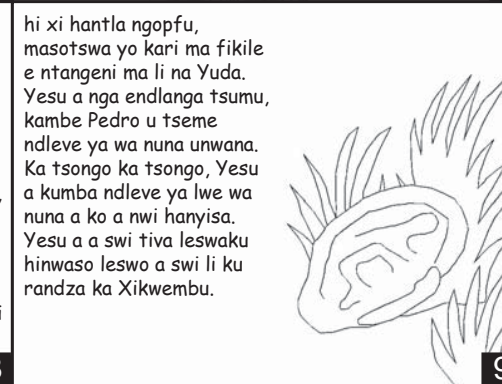 hi xi hantla ngopfu,
masotswa yo kari ma fikile
e ntangeni ma li na Yuda.
Yesu a nga endlanga tsumu,
kambe Pedro u tseme
ndleve ya wa nuna unwana.
Ka tsongo ka tsongo, Yesu
a kumba ndleve ya lwe wa
nuna a ko a nwi hanyisa.
Yesu a a swi tiva leswaku
hinwaso leswo a swi li ku
randza ka Xikwembu.